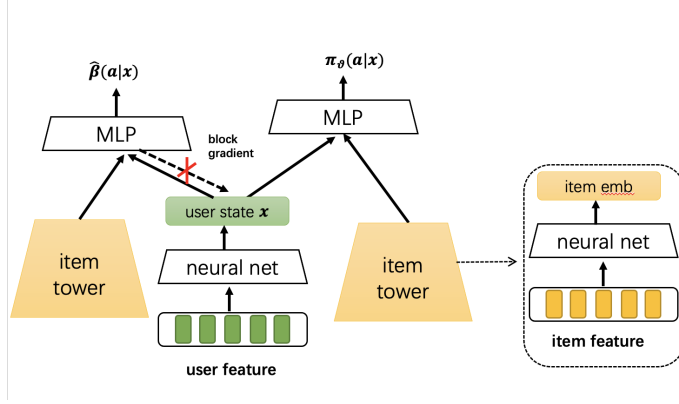 β̂(a|x)
π_ϑ(a|x)
MLP
MLP
block
gradient
item emb
user state x
item
tower
neural net
item
tower
neural net
user feature
item feature